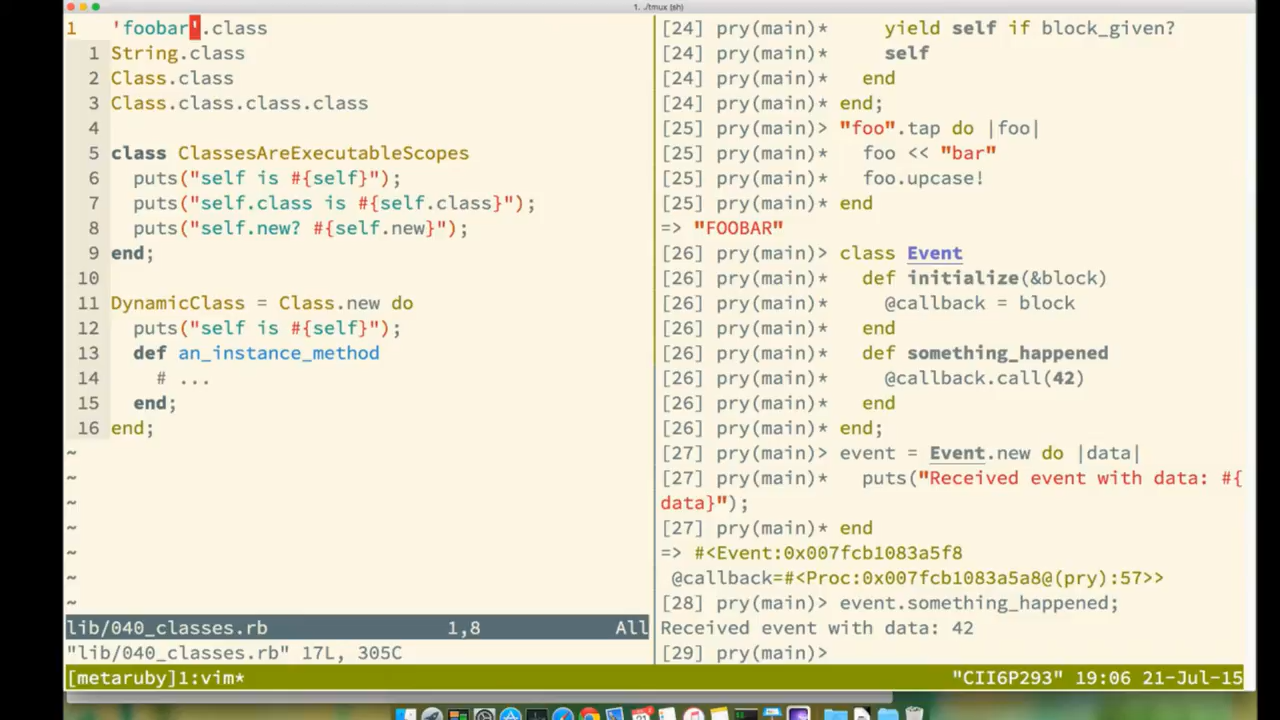 1. ../tmux (sh)
1 'foobar'.class
1 String.class
2 Class.class
3 Class.class.class.class
4
5 class ClassesAreExecutableScopes
6 puts("self is #{self}");
7 puts("self.class is #{self.class}");
8 puts("self.new? #{self.new}");
9 end;
10
11 DynamicClass = Class.new do
12 puts("self is #{self}");
13 def an_instance_method
14 # ...
15 end;
16 end;
~
~
~
~
~
~
~
lib/040_classes.rb 1,8 All
"lib/040_classes.rb" 17L, 305C
[24] pry(main)* yield self if block_given?
[24] pry(main)* self
[24] pry(main)* end
[24] pry(main)* end;
[25] pry(main)> "foo".tap do |foo|
[25] pry(main)* foo << "bar"
[25] pry(main)* foo.upcase!
[25] pry(main)* end
=> "FOOBAR"
[26] pry(main)> class Event
[26] pry(main)* def initialize(&block)
[26] pry(main)* @callback = block
[26] pry(main)* end
[26] pry(main)* def something_happened
[26] pry(main)* @callback.call(42)
[26] pry(main)* end
[26] pry(main)* end;
[27] pry(main)> event = Event.new do |data|
[27] pry(main)* puts("Received event with data: #{
data}");
[27] pry(main)* end
=> #<Event:0x007fcb1083a5f8
@callback=#<Proc:0x007fcb1083a5a8@(pry):57>>
[28] pry(main)> event.something_happened;
Received event with data: 42
[29] pry(main)>
[metaruby]1:vim* "CII6P293" 19:06 21-Jul-15